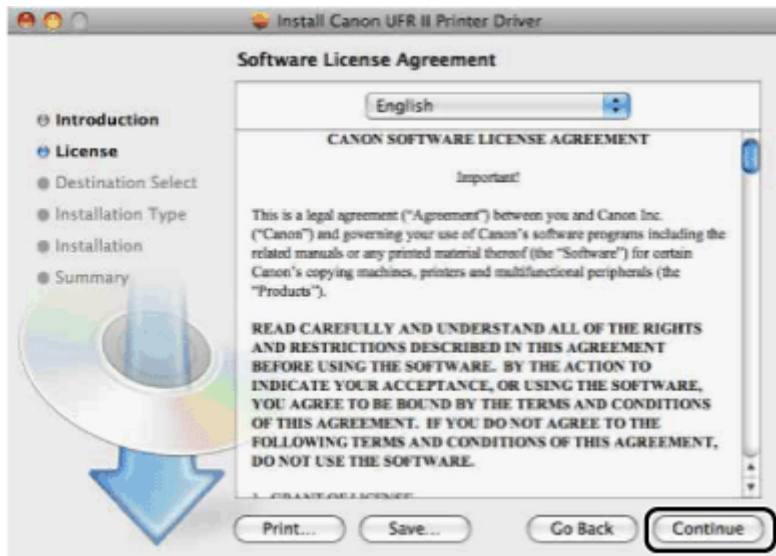 Install Canon UFR II Printer Driver
Software License Agreement
Introduction
License
Destination Select
Installation Type
Installation
Summary
English
CANON SOFTWARE LICENSE AGREEMENT
Important!
This is a legal agreement ("Agreement") between you and Canon Inc.
("Canon") and governing your use of Canon's software programs including the
related manuals or any printed material thereof (the "Software") for certain
Canon's copying machines, printers and multifunctional peripherals (the
"Products").
READ CAREFULLY AND UNDERSTAND ALL OF THE RIGHTS
AND RESTRICTIONS DESCRIBED IN THIS AGREEMENT
BEFORE USING THE SOFTWARE. BY THE ACTION TO
INDICATE YOUR ACCEPTANCE, OR USING THE SOFTWARE,
YOU AGREE TO BE BOUND BY THE TERMS AND CONDITIONS
OF THIS AGREEMENT. IF YOU DO NOT AGREE TO THE
FOLLOWING TERMS AND CONDITIONS OF THIS AGREEMENT,
DO NOT USE THE SOFTWARE.
1. GRANT OF LICENSE
Print... Save... Go Back Continue